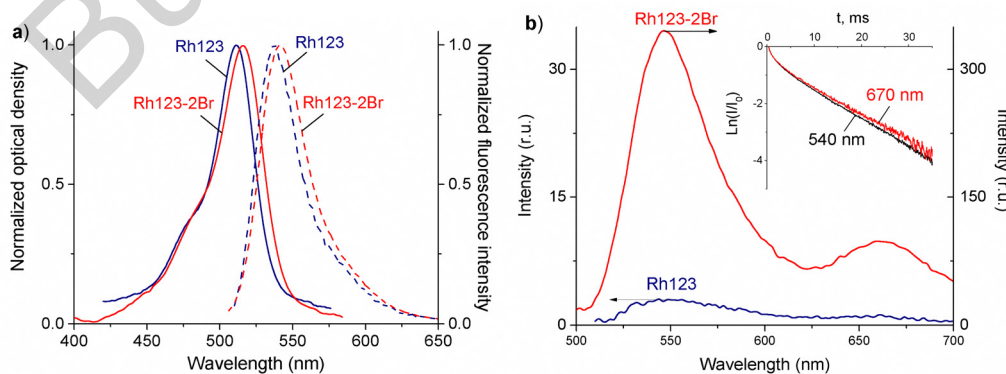 Bu
a)
Normalized optical density
1.0
0.5
0.0
Rh123
Rh123
Rh123-2Br
Rh123-2Br
1.0
0.5
0.0
Normalized fluorescence intensity
400 450 500 550 600 650
Wavelength (nm)
b)
Intensity (r.u.)
30
15
0
Rh123-2Br
Rh123
t, ms
0 10 20 30
Ln(I/I0)
0
-2
-4
670 nm
540 nm
300
150
0
Intensity (r.u.)
500 550 600 650 700
Wavelength (nm)